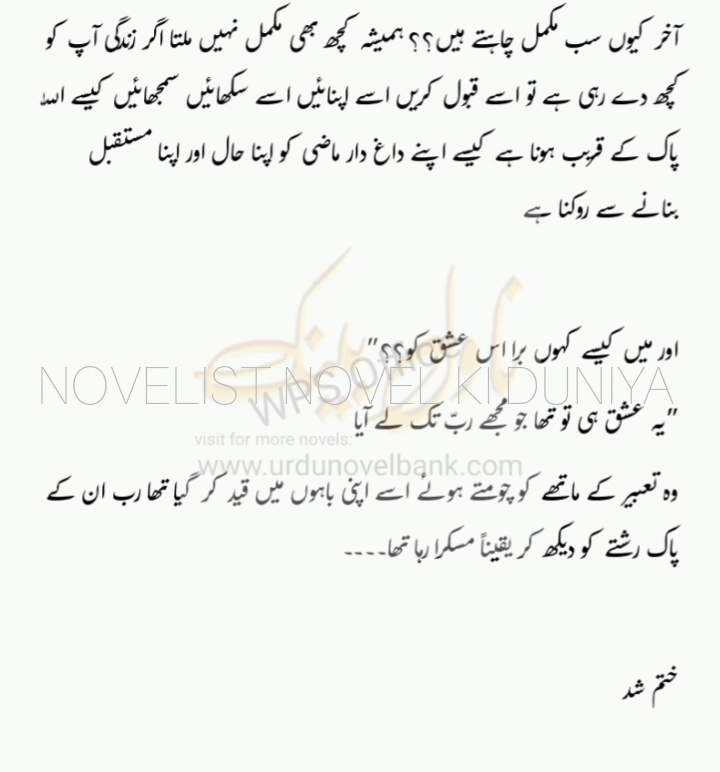 آخر کیوں سب مکمل چاہتے ہیں؟؟ ہمیشہ کچھ بھی مکمل نہیں ملتا اگر زندگی آپ کو
کچھ دے رہی ہے تو اسے قبول کریں اسے اپنائیں اسے سکھائیں سمجھائیں کیسے اللہ
پاک کے قریب ہونا ہے کیسے اپنے داغ دار ماضی کو اپنا حال اور اپنا مستقبل
بنانے سے روکنا ہے
ناول بینک
اور میں کیسے کہوں برا اس عشق کو؟؟"
NOVELIST NOVEL KI DUNIYA
"یہ عشق ہی تو تھا جو مجھے ربّ تک لے آیا
visit for more novels:
www.urdunovelbank.com
وہ تعبیر کے ماتھے کو چومتے ہوئے اسے اپنی باہوں میں قید کر گیا تھا رب ان کے
پاک رشتے کو دیکھ کر یقیناً مسکرا رہا تھا۔۔۔۔
ختم شد